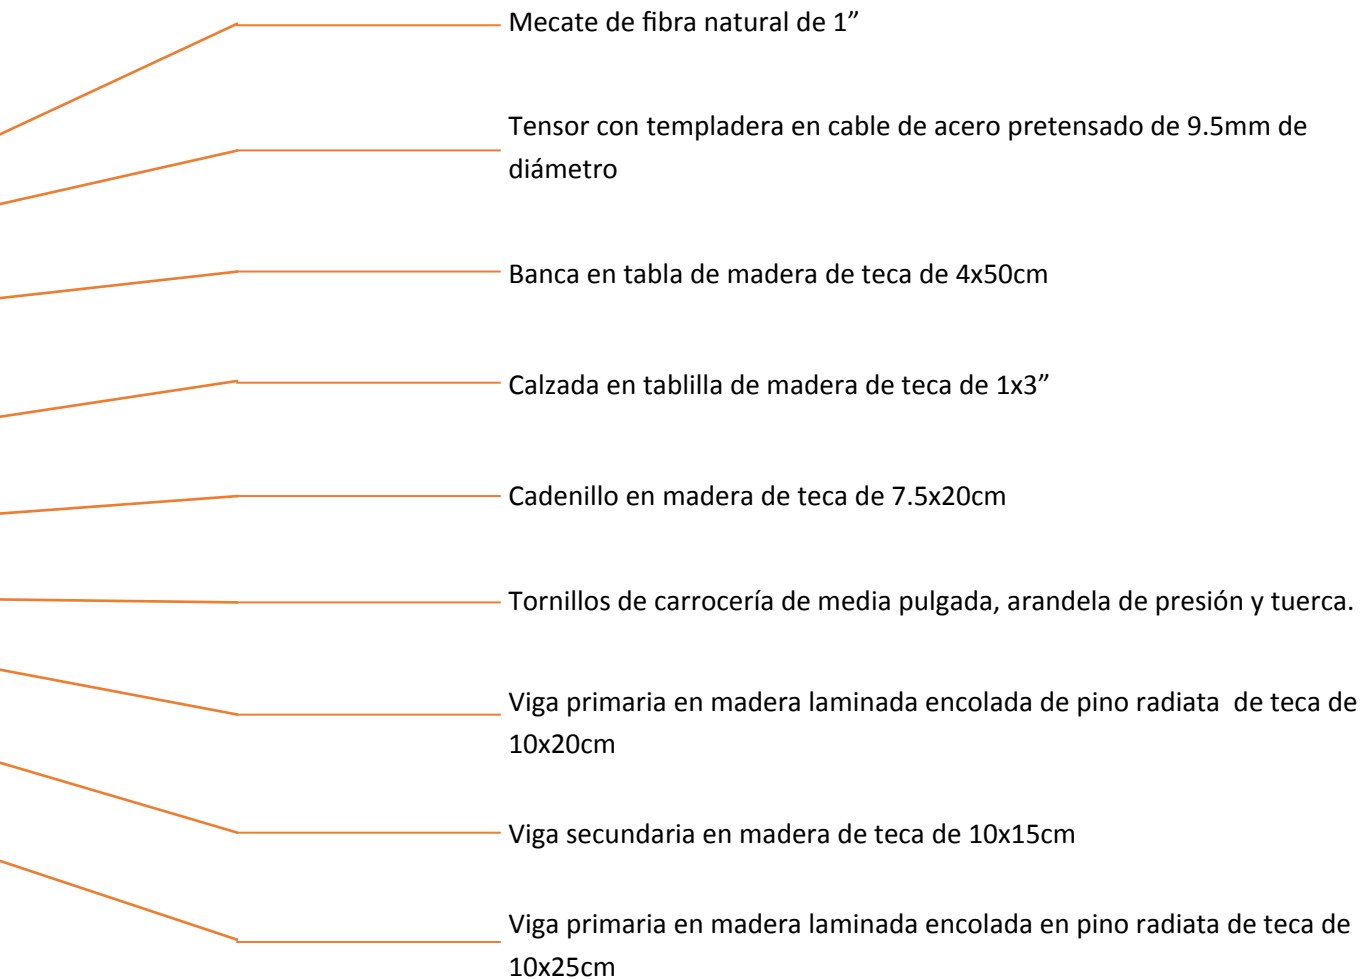 Mecate de fibra natural de 1”
Tensor con templadera en cable de acero pretensado de 9.5mm de
diámetro
Banca en tabla de madera de teca de 4x50cm
Calzada en tablilla de madera de teca de 1x3”
Cadenillo en madera de teca de 7.5x20cm
Tornillos de carrocería de media pulgada, arandela de presión y tuerca.
Viga primaria en madera laminada encolada de pino radiata  de teca de
10x20cm
Viga secundaria en madera de teca de 10x15cm
Viga primaria en madera laminada encolada en pino radiata de teca de
10x25cm